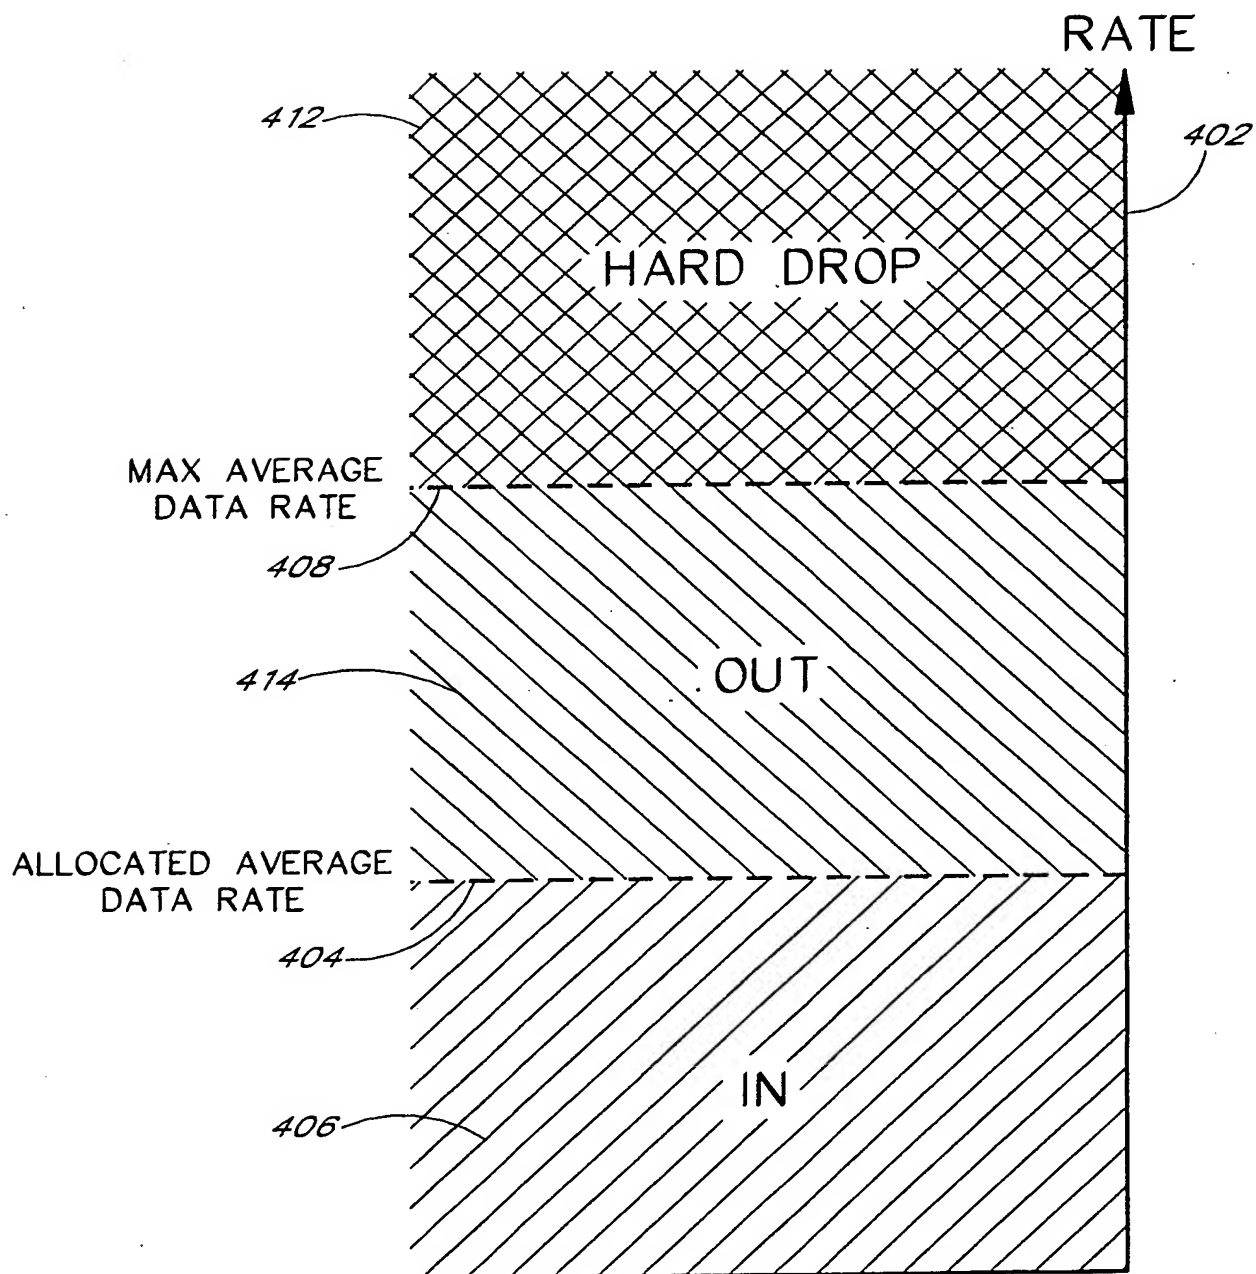 RATE
412
402
HARD DROP
MAX AVERAGE
DATA RATE
408
OUT
414
ALLOCATED AVERAGE
DATA RATE
404
IN
406